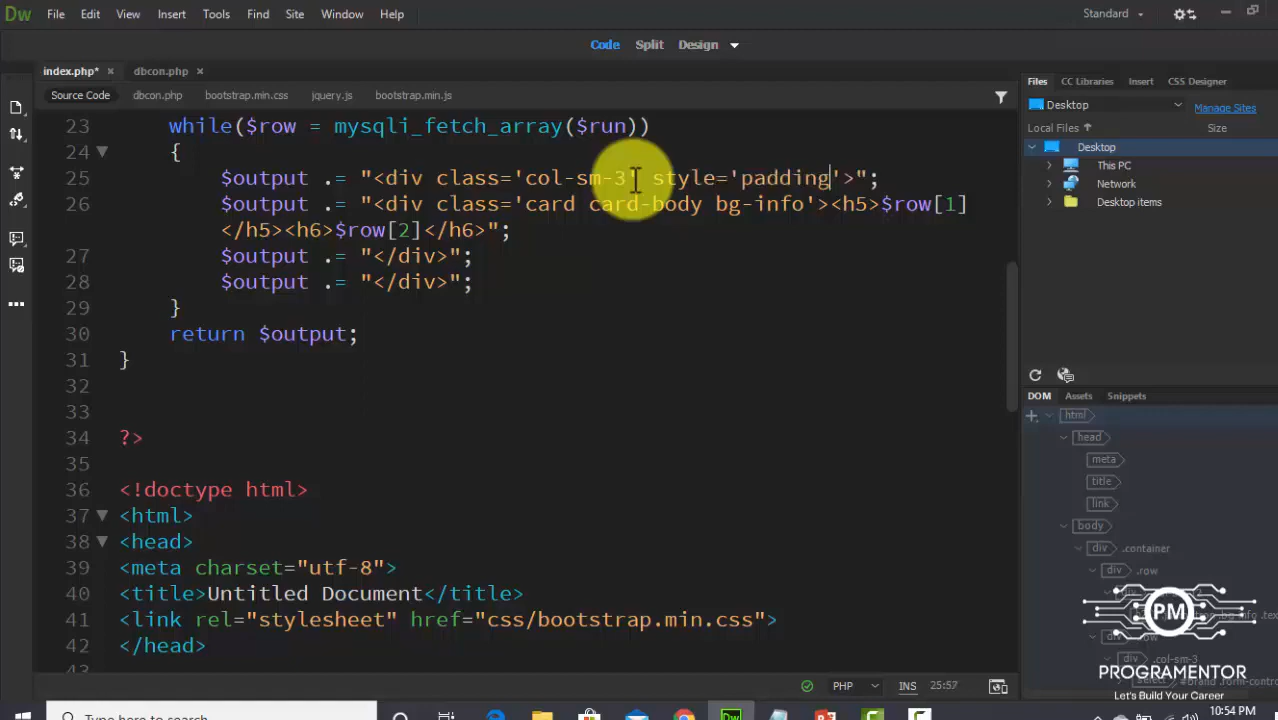 Dw File Edit View Insert Tools Find Site Window Help Standard
Code Split Design
index.php* × dbcon.php × Files CC Libraries Insert CSS Designer
Source Code dbcon.php bootstrap.min.css jquery.js bootstrap.min.js Desktop Manage Sites
Local Files Size
23 while($row = mysqli_fetch_array($run))
24 {
25 $output .= "<div class='col-sm-3' style='padding'>";
26 $output .= "<div class='card card-body bg-info'><h5>$row[1]
</h5><h6>$row[2]</h6>";
27 $output .= "</div>";
28 $output .= "</div>";
29 }
30 return $output;
31 }
32
33
34 ?>
35
36 <!doctype html>
37 <html>
38 <head>
39 <meta charset="utf-8">
40 <title>Untitled Document</title>
41 <link rel="stylesheet" href="css/bootstrap.min.css">
42 </head>
43
Desktop
This PC
Network
Desktop items
DOM Assets Snippets
html
head
meta
title
link
body
div .container
div .row
div .col-sm-3
PM
PROGRAMENTOR
Let's Build Your Career
PHP INS 25:57
Type here to search
10:54 PM